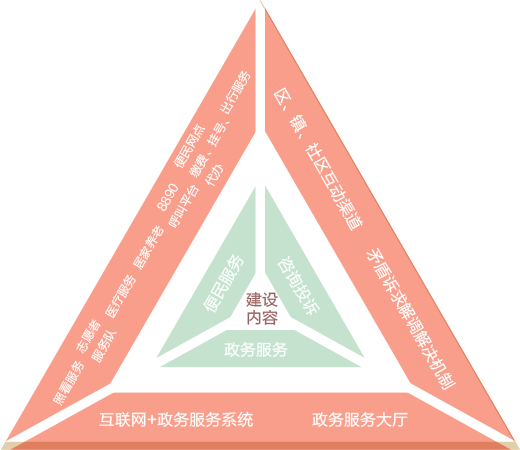 区、镇、社区互动渠道
矛盾诉求解调解决机制
便民网点
缴费、挂号、出行服务
代办
8890
呼叫平台
居家养老
医疗服务
志愿者
服务队
照看服务
便民服务
咨询投诉
建设
内容
政务服务
互联网+政务服务系统
政务服务大厅